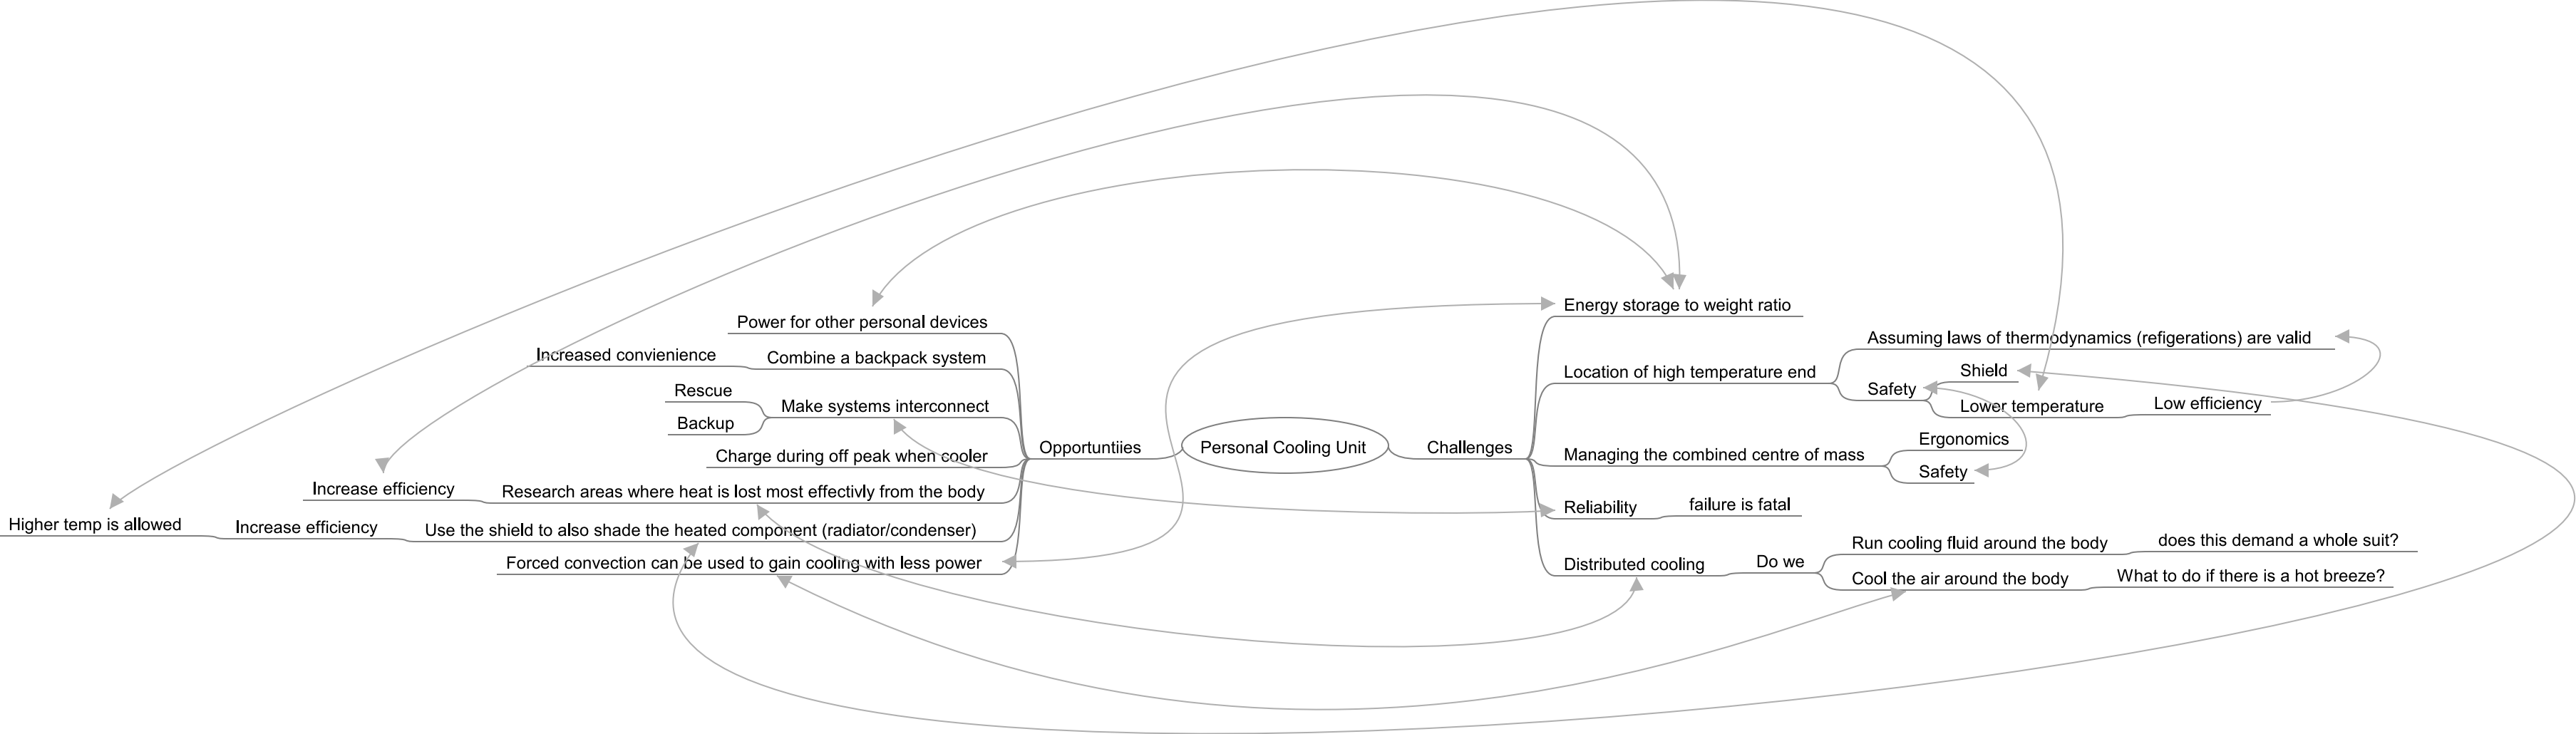 Personal Cooling Unit
Opportuntiies
Power for other personal devices
Combine a backpack system
Increased convienience
Make systems interconnect
Rescue
Backup
Charge during off peak when cooler
Research areas where heat is lost most effectivly from the body
Increase efficiency
Use the shield to also shade the heated component (radiator/condenser)
Increase efficiency
Higher temp is allowed
Forced convection can be used to gain cooling with less power
Challenges
Energy storage to weight ratio
Location of high temperature end
Assuming laws of thermodynamics (refigerations) are valid
Safety
Shield
Lower temperature
Low efficiency
Managing the combined centre of mass
Ergonomics
Safety
Reliability
failure is fatal
Distributed cooling
Do we
Run cooling fluid around the body
does this demand a whole suit?
Cool the air around the body
What to do if there is a hot breeze?